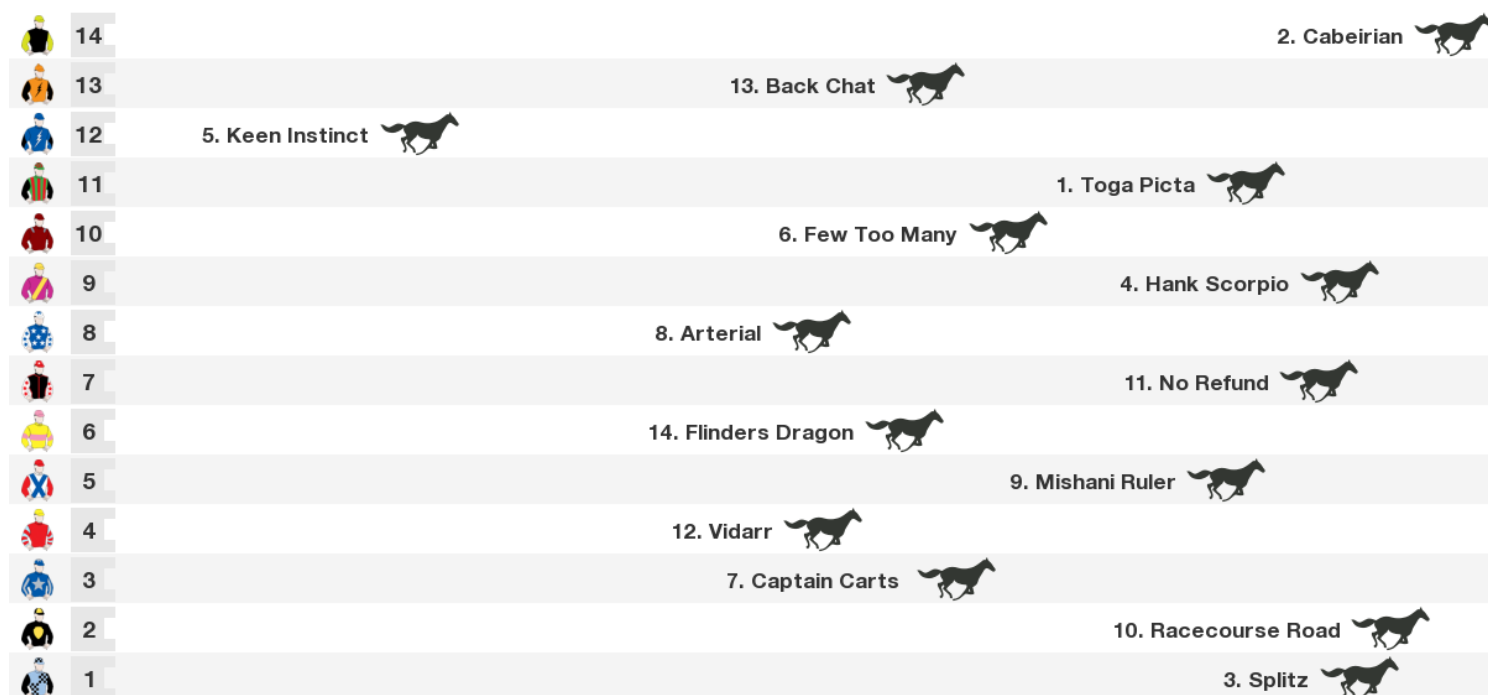 14 2. Cabeirian
13 13. Back Chat
12 5. Keen Instinct
11 1. Toga Picta
10 6. Few Too Many
9 4. Hank Scorpio
8 8. Arterial
7 11. No Refund
6 14. Flinders Dragon
5 9. Mishani Ruler
4 12. Vidarr
3 7. Captain Carts
2 10. Racecourse Road
1 3. Splitz